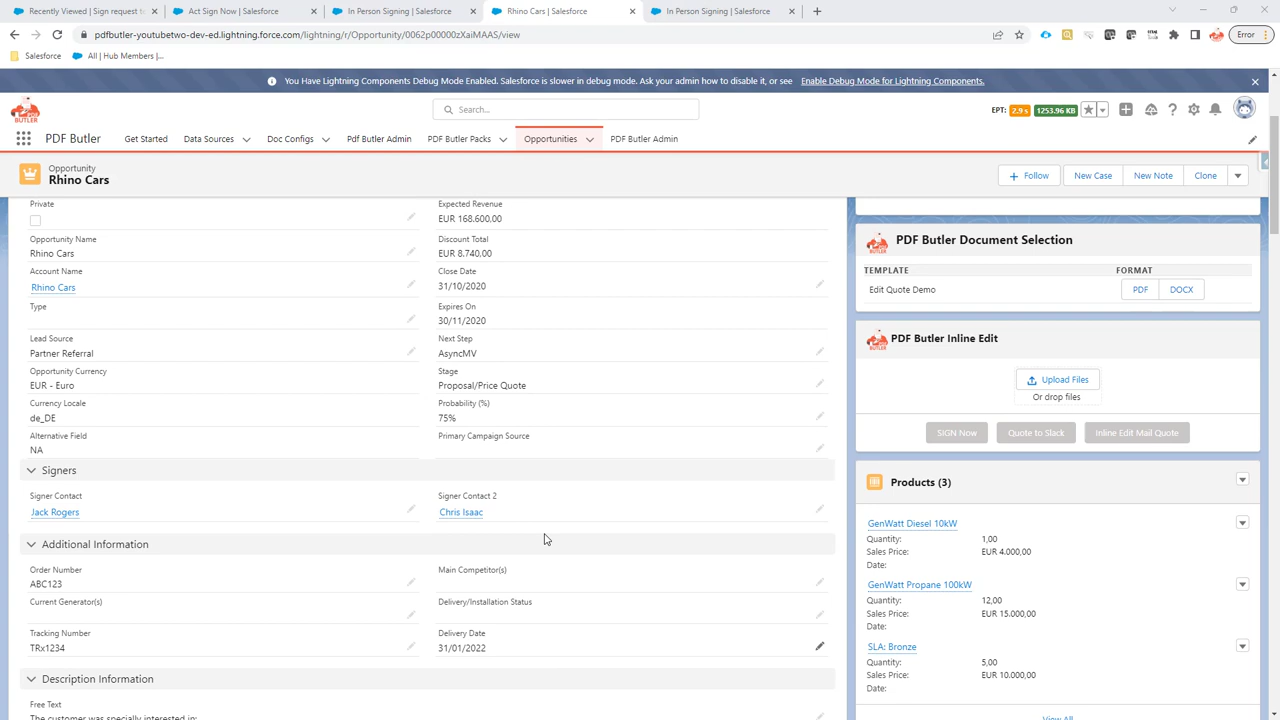 Recently Viewed | Sign request te
Act Sign Now | Salesforce
In Person Signing | Salesforce
Rhino Cars | Salesforce
In Person Signing | Salesforce
pdfbutler-youtubetwo-dev-ed.lightning.force.com/lightning/r/Opportunity/0062p00000zXaiMAAS/view
Error
Salesforce
All | Hub Members |...
You Have Lightning Components Debug Mode Enabled. Salesforce is slower in debug mode. Ask your admin how to disable it, or see Enable Debug Mode for Lightning Components.
PDF BUTLER
Search...
EPT: 2.9 s 1253.96 KB
PDF Butler
Get Started
Data Sources
Doc Configs
Pdf Butler Admin
PDF Butler Packs
Opportunities
PDF Butler Admin
Opportunity
Rhino Cars
Follow
New Case
New Note
Clone
Private
Expected Revenue
EUR 168.600,00
Opportunity Name
Rhino Cars
Discount Total
EUR 8.740,00
Account Name
Rhino Cars
Close Date
31/10/2020
Type
Expires On
30/11/2020
Lead Source
Partner Referral
Next Step
AsyncMV
Opportunity Currency
EUR - Euro
Stage
Proposal/Price Quote
Currency Locale
de_DE
Probability (%)
75%
Alternative Field
NA
Primary Campaign Source
Signers
Signer Contact
Jack Rogers
Signer Contact 2
Chris Isaac
Additional Information
Order Number
ABC123
Main Competitor(s)
Current Generator(s)
Delivery/Installation Status
Tracking Number
TRx1234
Delivery Date
31/01/2022
Description Information
Free Text
The customer was specially interested in:
PDF Butler Document Selection
TEMPLATE
FORMAT
Edit Quote Demo
PDF
DOCX
PDF Butler Inline Edit
Upload Files
Or drop files
SIGN Now
Quote to Slack
Inline Edit Mail Quote
Products (3)
GenWatt Diesel 10kW
Quantity: 1,00
Sales Price: EUR 4.000,00
Date:
GenWatt Propane 100kW
Quantity: 12,00
Sales Price: EUR 15.000,00
Date:
SLA: Bronze
Quantity: 5,00
Sales Price: EUR 10.000,00
Date:
View All